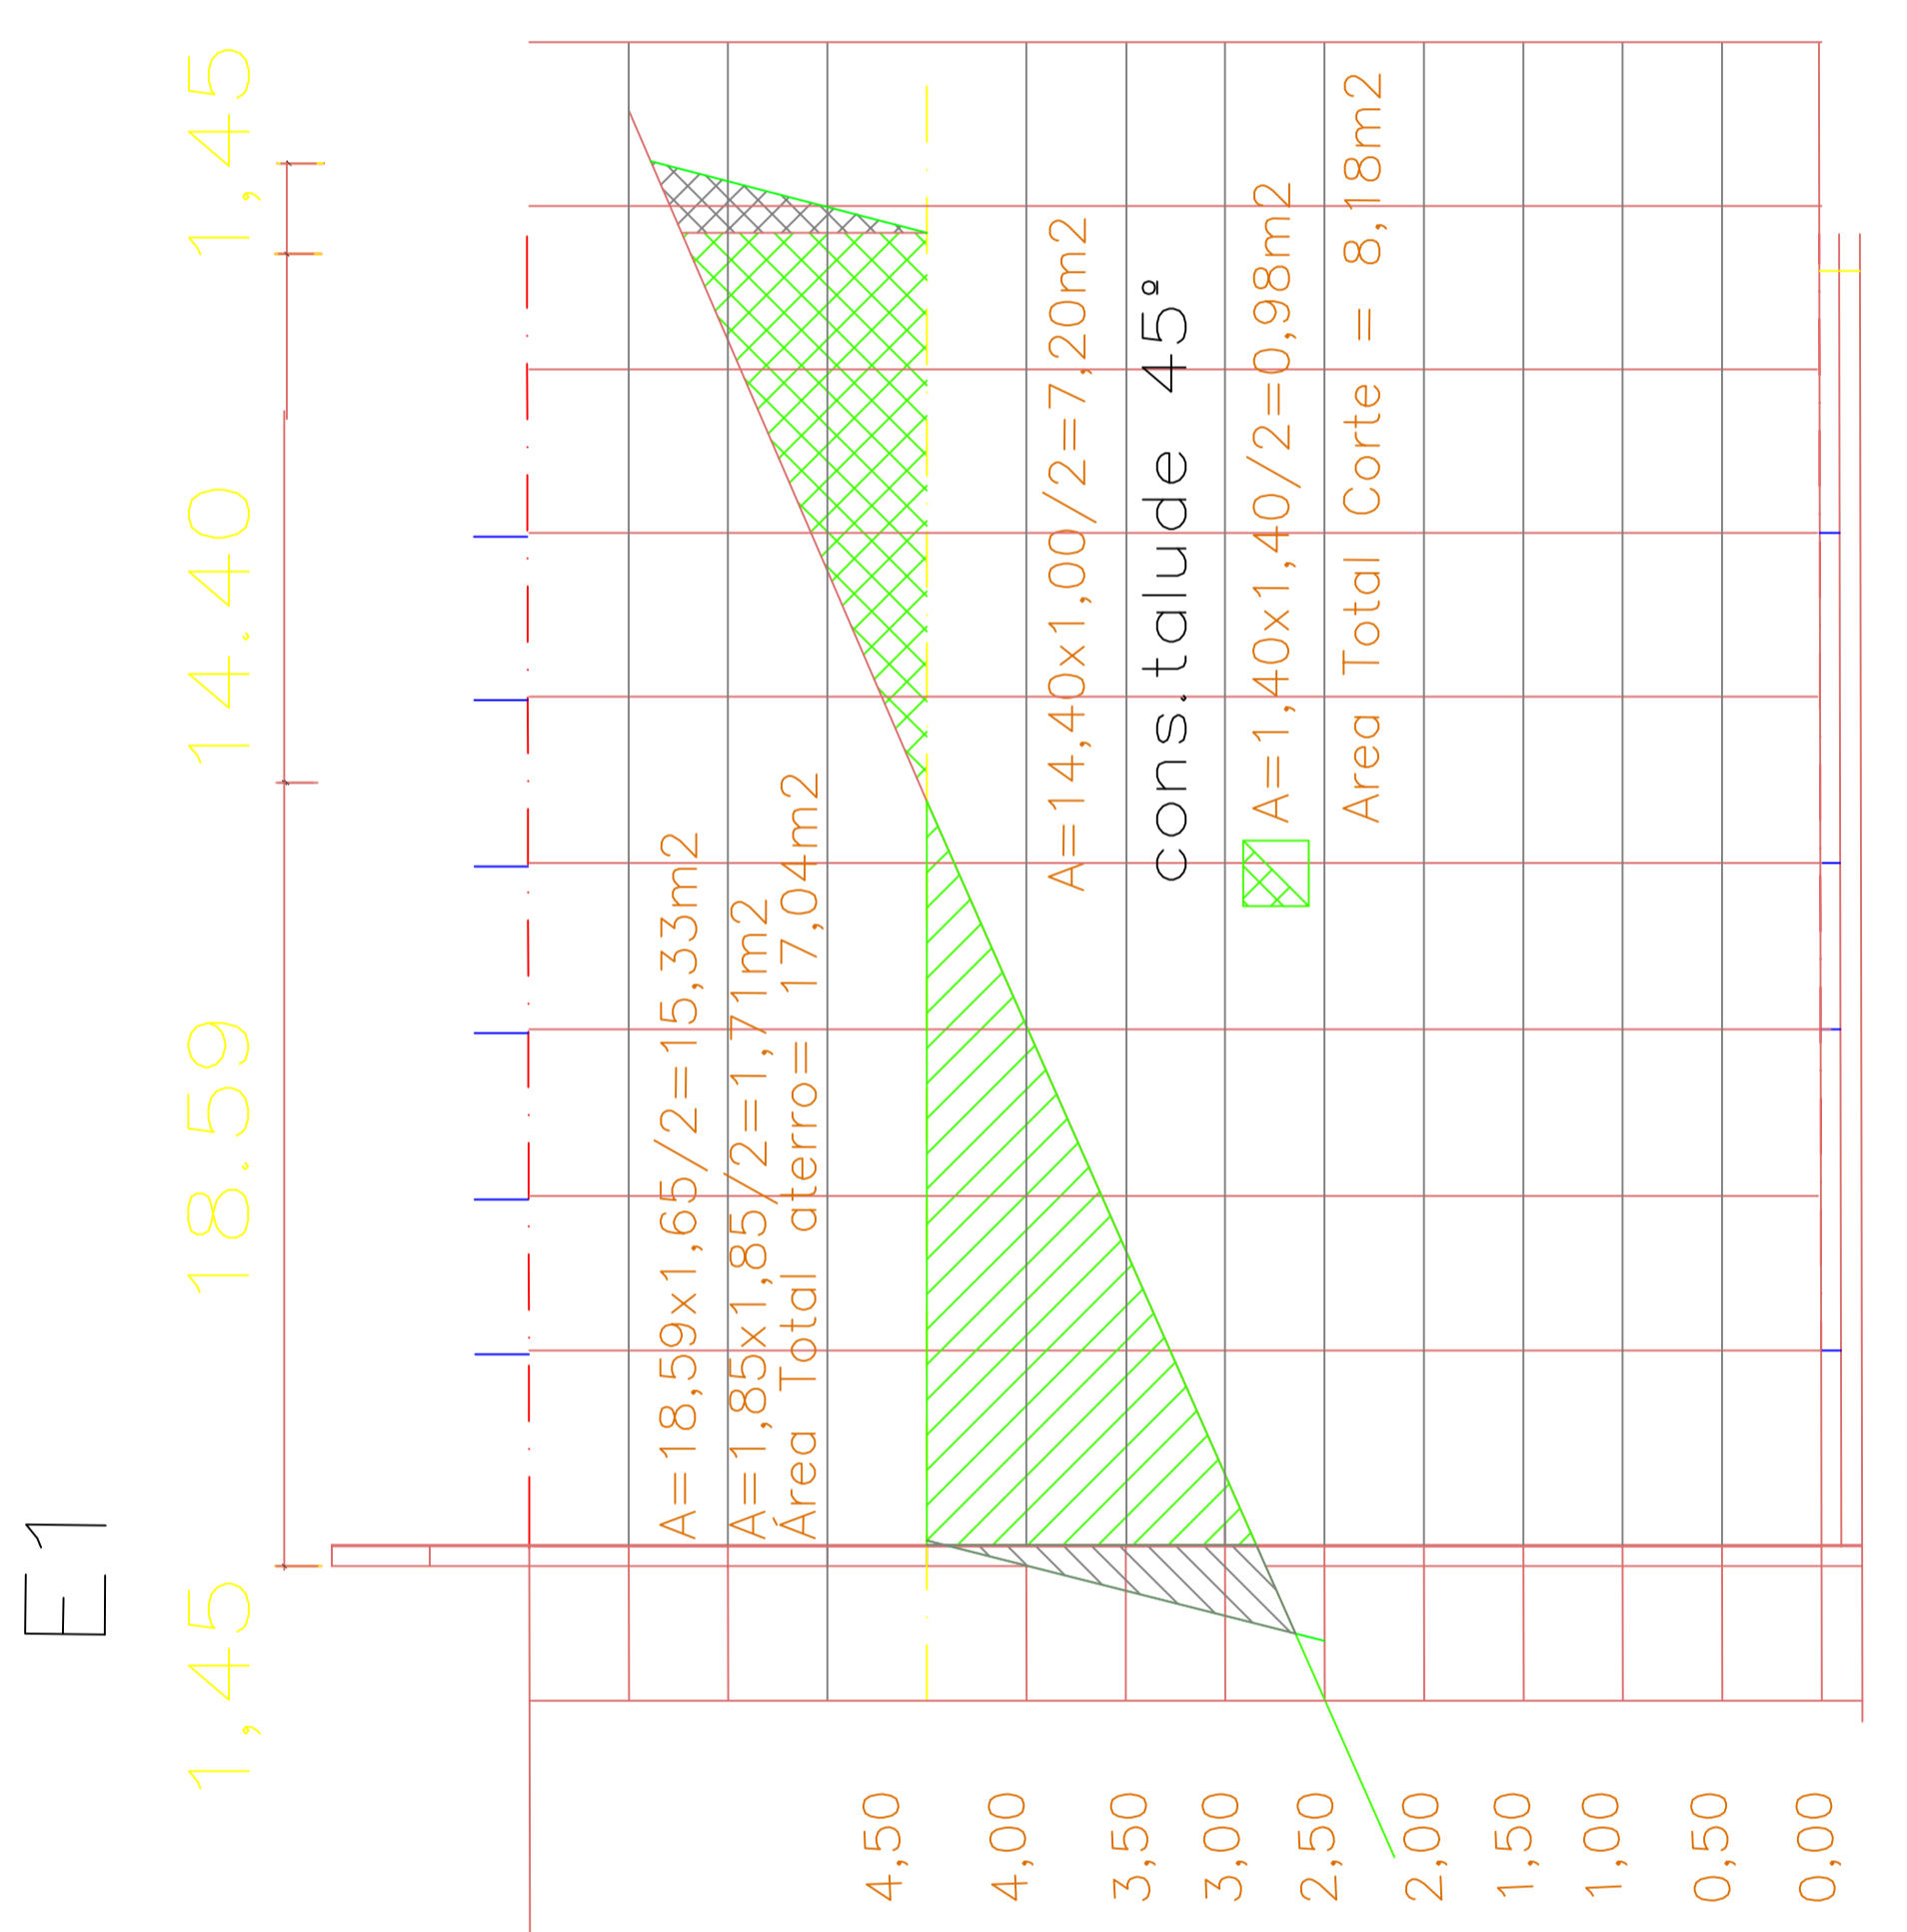 E1
1,45
18.59
14.40
1,45
A=18,59x1,65/2=15,33m2
A=1,85x1,85/2=1,71m2
Área Total aterro= 17,04m2
A=14,40x1,00/2=7,20m2
cons.talude 45º
A=1,40x1,40/2=0,98m2
Area Total Corte = 8,18m2
4,50
4,00
3,50
3,00
2,50
2,00
1,50
1,00
0,50
0,00